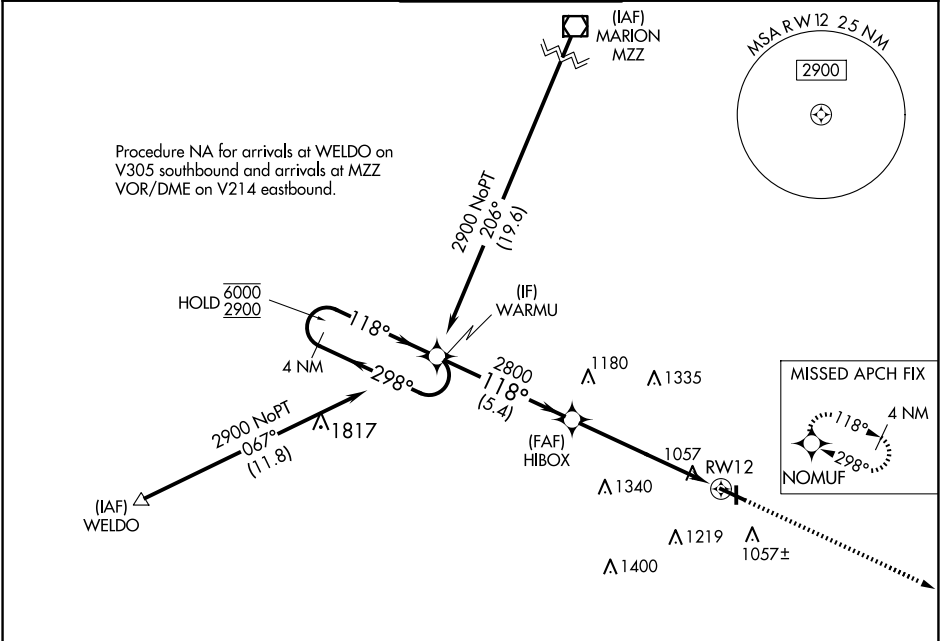 (IAF)
MARION
MZZ
MSA RW12 25 NM
2900
Procedure NA for arrivals at WELDO on
V305 southbound and arrivals at MZZ
VOR/DME on V214 eastbound.
2900 NoPT
206°
(19.6)
HOLD 6000
2900
(IF)
WARMU
118°
4 NM
298°
2800
118°
(5.4)
1180
1335
MISSED APCH FIX
118°
4 NM
298°
NOMUF
2900 NoPT
067°
(11.8)
1817
(FAF)
HIBOX
1057
RW12
(IAF)
WELDO
1340
1219
1057±
1400